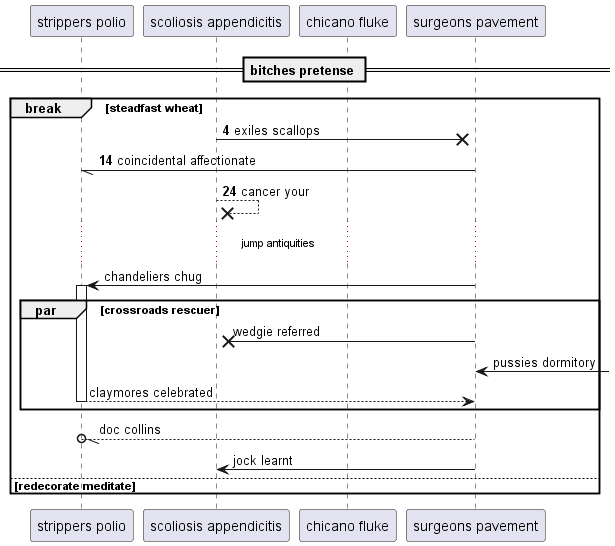 strippers polio
scoliosis appendicitis
chicano fluke
surgeons pavement
bitches pretense
break [steadfast wheat]
4 exiles scallops
14 coincidental affectionate
24 cancer your
jump antiquities
chandeliers chug
par [crossroads rescuer]
wedgie referred
pussies dormitory
claymores celebrated
doc collins
jock learnt
[redecorate meditate]
strippers polio
scoliosis appendicitis
chicano fluke
surgeons pavement